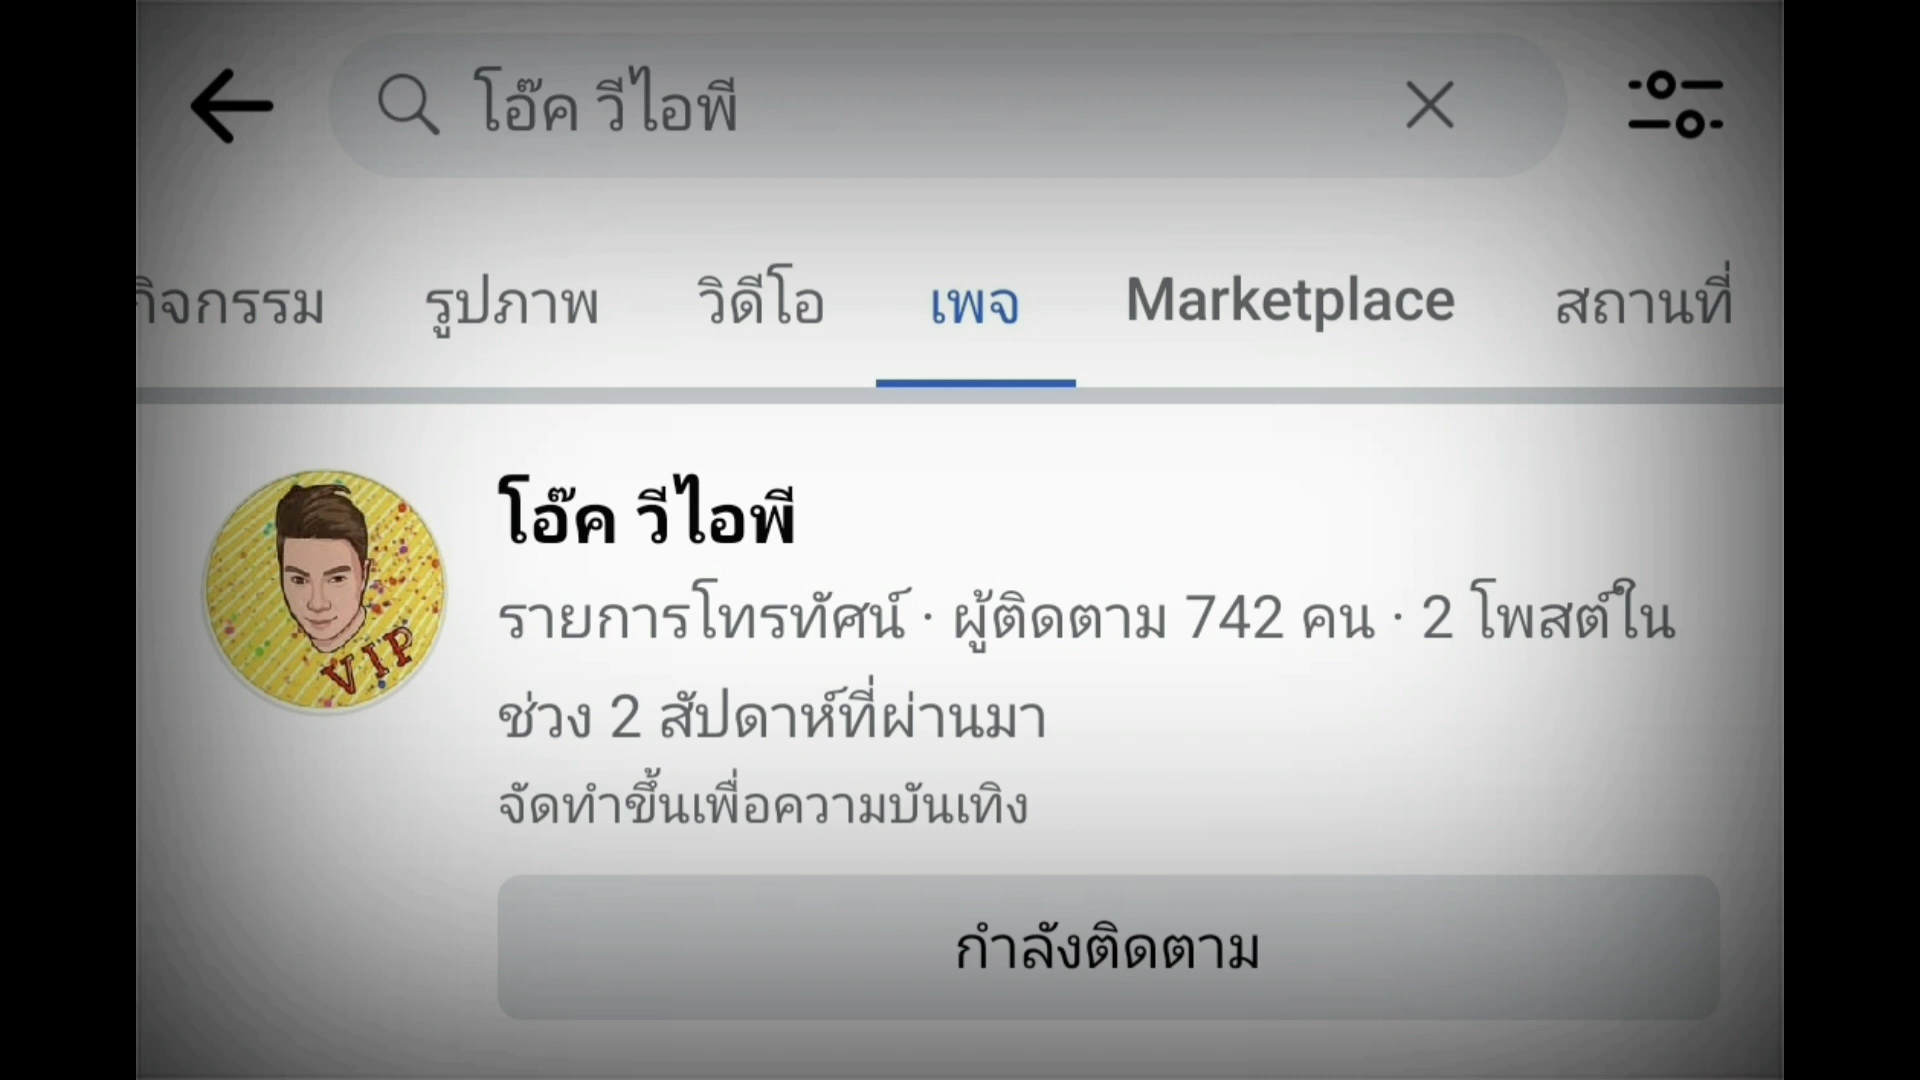 โอ๊ค วีไอพี
กิจกรรม รูปภาพ วิดีโอ เพจ Marketplace สถานที่
โอ๊ค วีไอพี
รายการโทรทัศน์ · ผู้ติดตาม 742 คน · 2 โพสต์ใน
ช่วง 2 สัปดาห์ที่ผ่านมา
จัดทำขึ้นเพื่อความบันเทิง
VIP
กำลังติดตาม